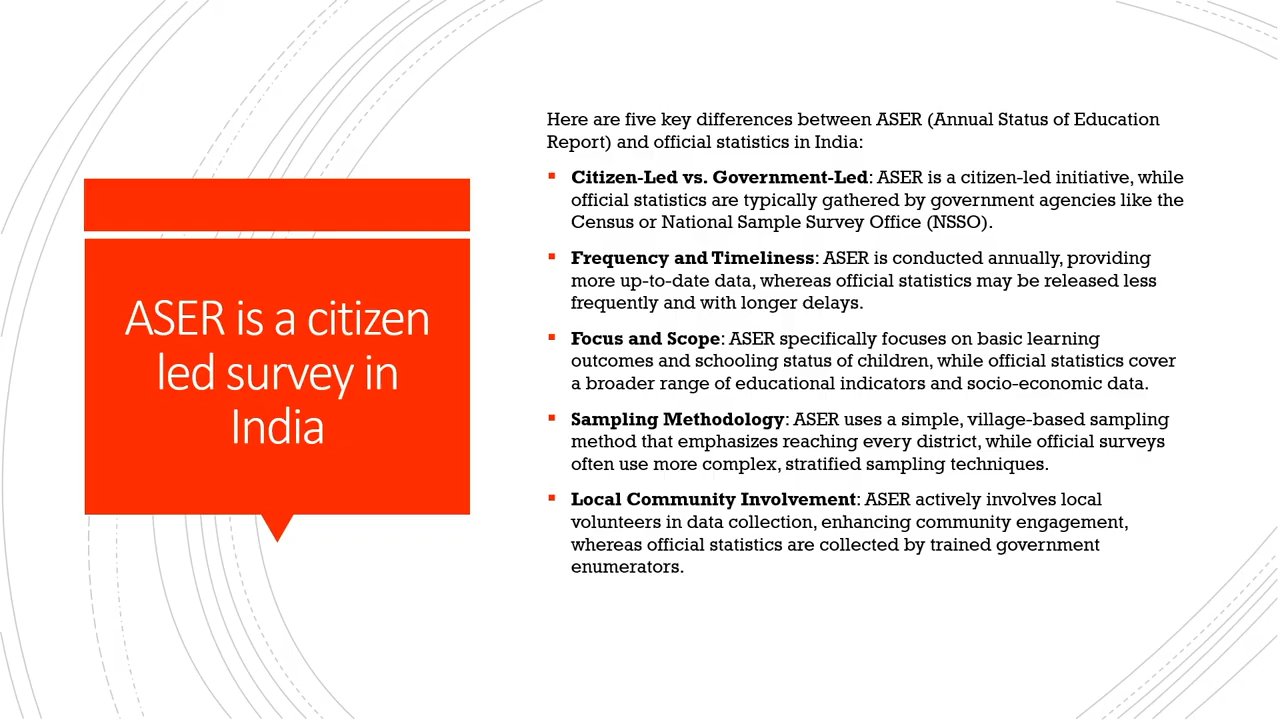 ASER is a citizen
led survey in
India
Here are five key differences between ASER (Annual Status of Education
Report) and official statistics in India:
▪ Citizen-Led vs. Government-Led: ASER is a citizen-led initiative, while
official statistics are typically gathered by government agencies like the
Census or National Sample Survey Office (NSSO).
▪ Frequency and Timeliness: ASER is conducted annually, providing
more up-to-date data, whereas official statistics may be released less
frequently and with longer delays.
▪ Focus and Scope: ASER specifically focuses on basic learning
outcomes and schooling status of children, while official statistics cover
a broader range of educational indicators and socio-economic data.
▪ Sampling Methodology: ASER uses a simple, village-based sampling
method that emphasizes reaching every district, while official surveys
often use more complex, stratified sampling techniques.
▪ Local Community Involvement: ASER actively involves local
volunteers in data collection, enhancing community engagement,
whereas official statistics are collected by trained government
enumerators.